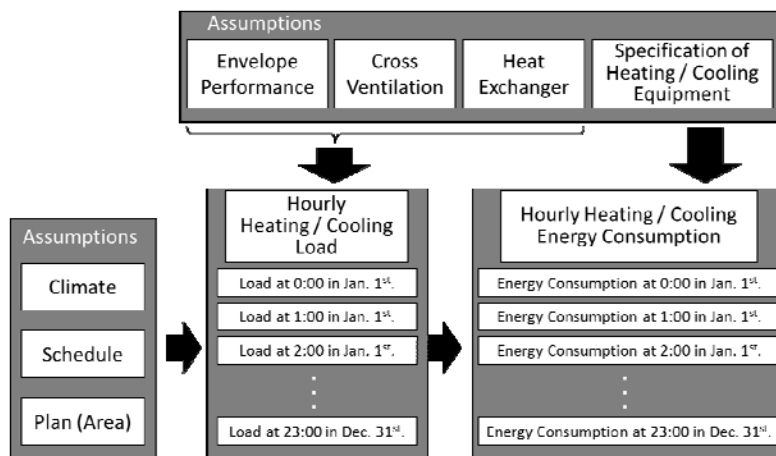 Assumptions
Envelope
Performance
Cross
Ventilation
Heat
Exchanger
Specification of
Heating / Cooling
Equipment
Assumptions
Climate
Schedule
Plan (Area)
Hourly
Heating / Cooling
Load
Load at 0:00 in Jan. 1st.
Load at 1:00 in Jan. 1st.
Load at 2:00 in Jan. 1st.
Load at 23:00 in Dec. 31st.
Hourly Heating / Cooling
Energy Consumption
Energy Consumption at 0:00 in Jan. 1st.
Energy Consumption at 1:00 in Jan. 1st.
Energy Consumption at 2:00 in Jan. 1st.
Energy Consumption at 23:00 in Dec. 31st.